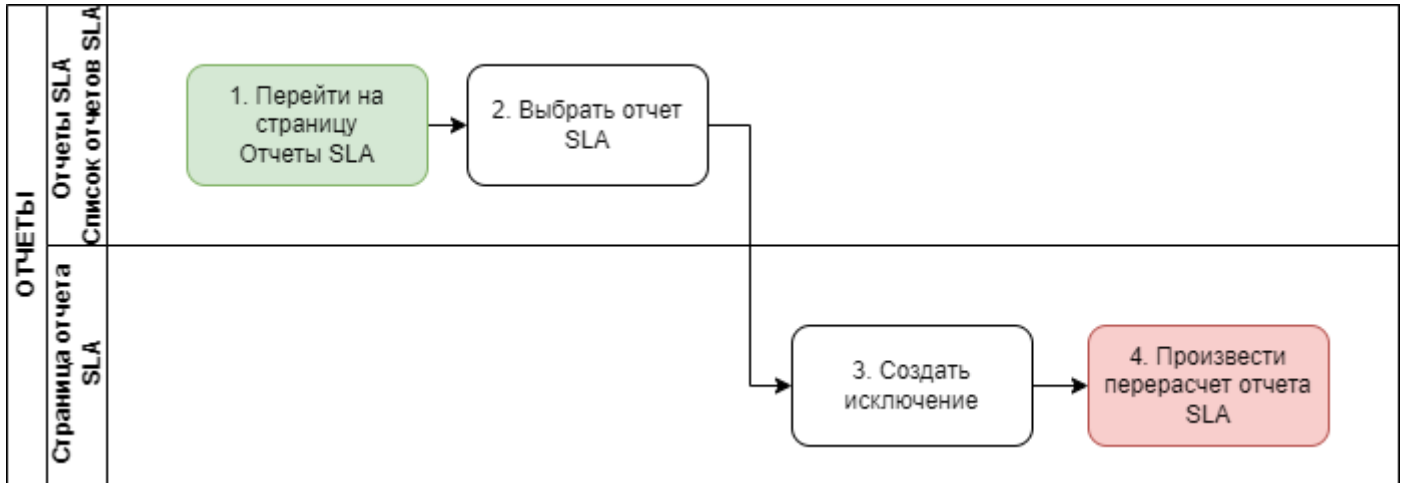 ОТЧЕТЫ
Отчеты SLA
Список отчетов SLA
1. Перейти на
страницу
Отчеты SLA
2. Выбрать отчет
SLA
Страница отчета
SLA
3. Создать
исключение
4. Произвести
перерасчет отчета
SLA